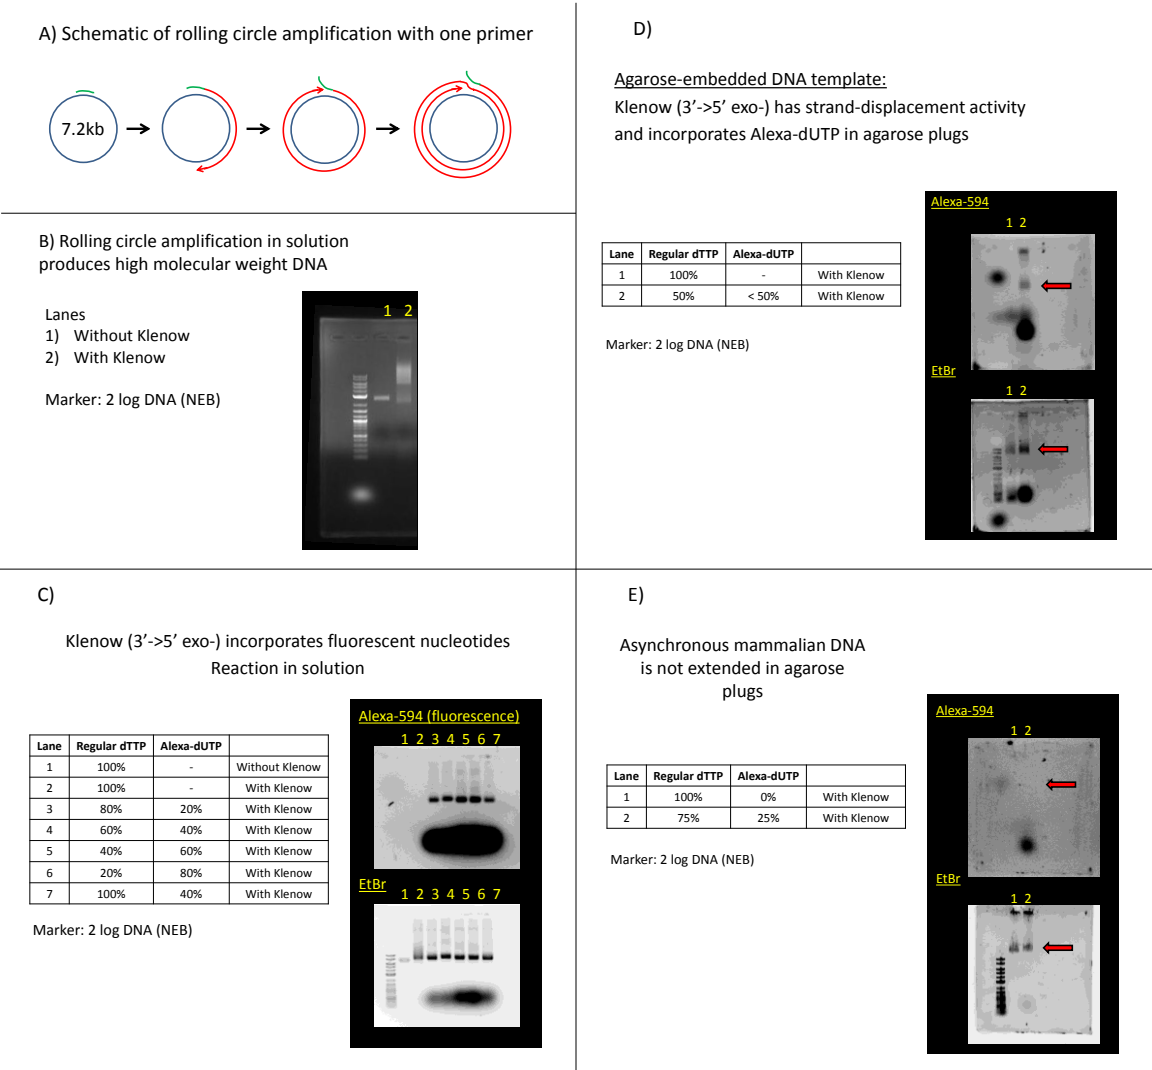 A) Schematic of rolling circle amplification with one primer
7.2kb
B) Rolling circle amplification in solution
produces high molecular weight DNA
Lanes
1) Without Klenow
2) With Klenow
Marker: 2 log DNA (NEB)
1 2
C)
Klenow (3’->5’ exo-) incorporates fluorescent nucleotides
Reaction in solution
Lane Regular dTTP Alexa-dUTP
1 100% - Without Klenow
2 100% - With Klenow
3 80% 20% With Klenow
4 60% 40% With Klenow
5 40% 60% With Klenow
6 20% 80% With Klenow
7 100% 40% With Klenow
Marker: 2 log DNA (NEB)
Alexa-594 (fluorescence)
1 2 3 4 5 6 7
EtBr
1 2 3 4 5 6 7
D)
Agarose-embedded DNA template:
Klenow (3’->5’ exo-) has strand-displacement activity
and incorporates Alexa-dUTP in agarose plugs
Lane Regular dTTP Alexa-dUTP
1 100% - With Klenow
2 50% < 50% With Klenow
Marker: 2 log DNA (NEB)
Alexa-594
1 2
EtBr
1 2
E)
Asynchronous mammalian DNA
is not extended in agarose
plugs
Lane Regular dTTP Alexa-dUTP
1 100% 0% With Klenow
2 75% 25% With Klenow
Marker: 2 log DNA (NEB)
Alexa-594
1 2
EtBr
1 2